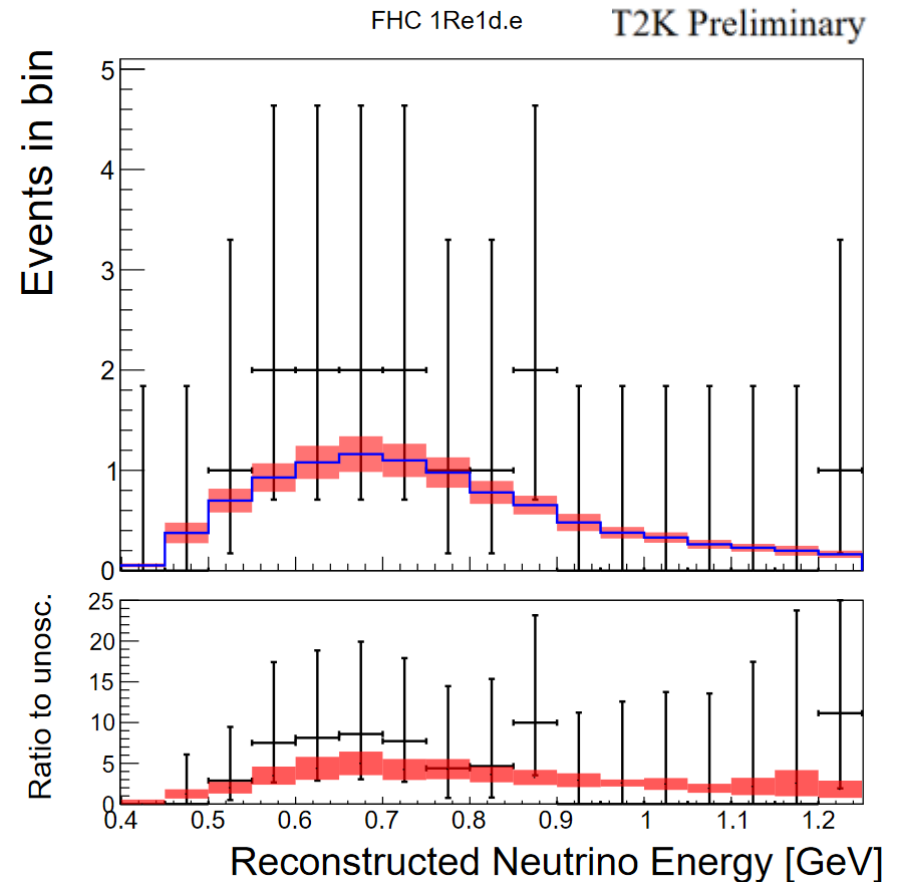 FHC 1Re1d.e
T2K Preliminary
Events in bin
5
4
3
2
1
0
Ratio to unosc.
25
20
15
10
5
0
0.4 0.5 0.6 0.7 0.8 0.9 1 1.1 1.2
Reconstructed Neutrino Energy [GeV]